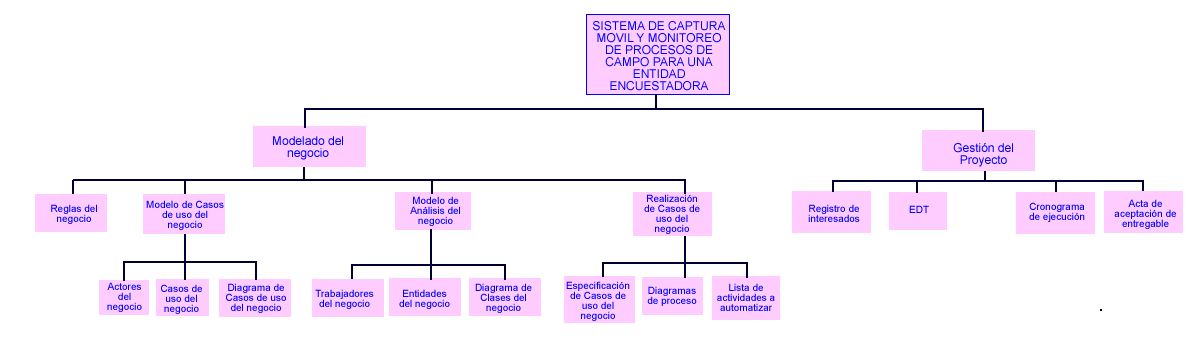 SISTEMA DE CAPTURA
MOVIL Y MONITOREO
DE PROCESOS DE
CAMPO PARA UNA
ENTIDAD
ENCUESTADORA
Modelado del
negocio
Gestión del
Proyecto
Reglas del
negocio
Modelo de Casos
de uso del
negocio
Modelo de
Análisis del
negocio
Realización
de Casos de
uso del
negocio
Registro de
interesados
EDT
Cronograma
de ejecución
Acta de
aceptación de
entregable
Actores
del
negocio
Casos de
uso del
negocio
Diagrama de
Casos de uso
del negocio
Trabajadores
del negocio
Entidades
del negocio
Diagrama de
Clases del
negocio
Especificación
de Casos de
uso del
negocio
Diagramas
de proceso
Lista de
actividades a
automatizar